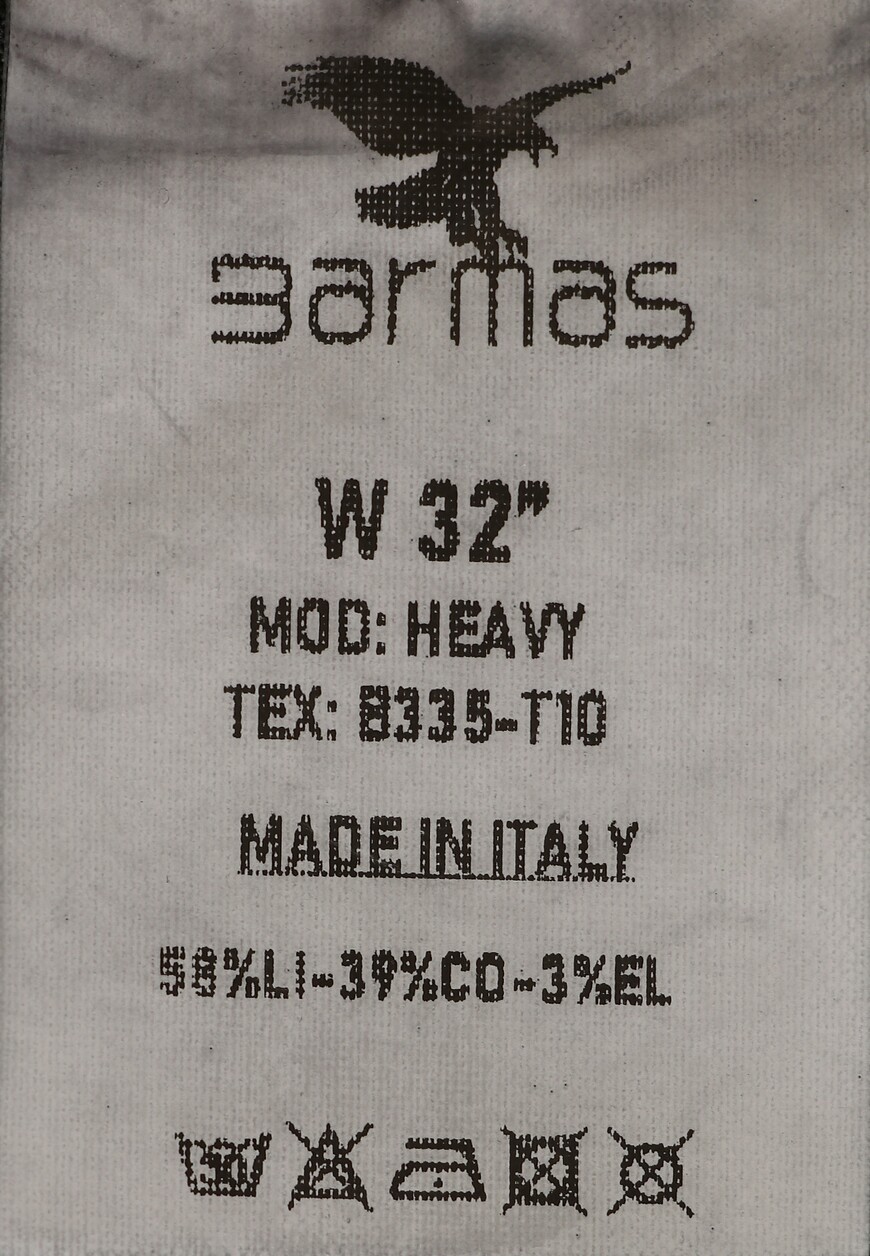 Barmas
W 32"
MOD: HEAVY
TEX: 8335-T10
MADE IN ITALY
58%LI-39%CO-3%EL